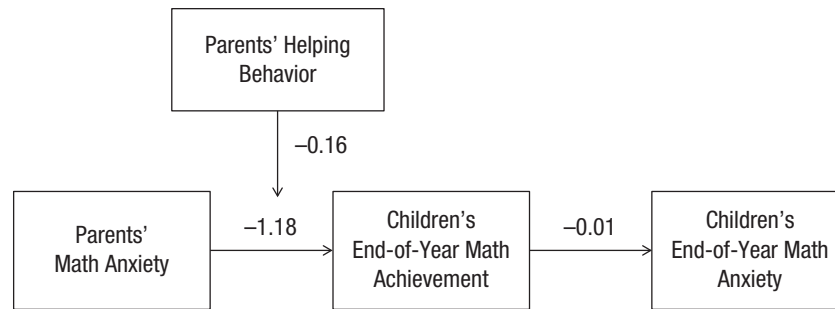 Parents’ Helping
Behavior
–0.16
Parents’
Math Anxiety
–1.18
Children’s
End-of-Year Math
Achievement
–0.01
Children’s
End-of-Year Math
Anxiety